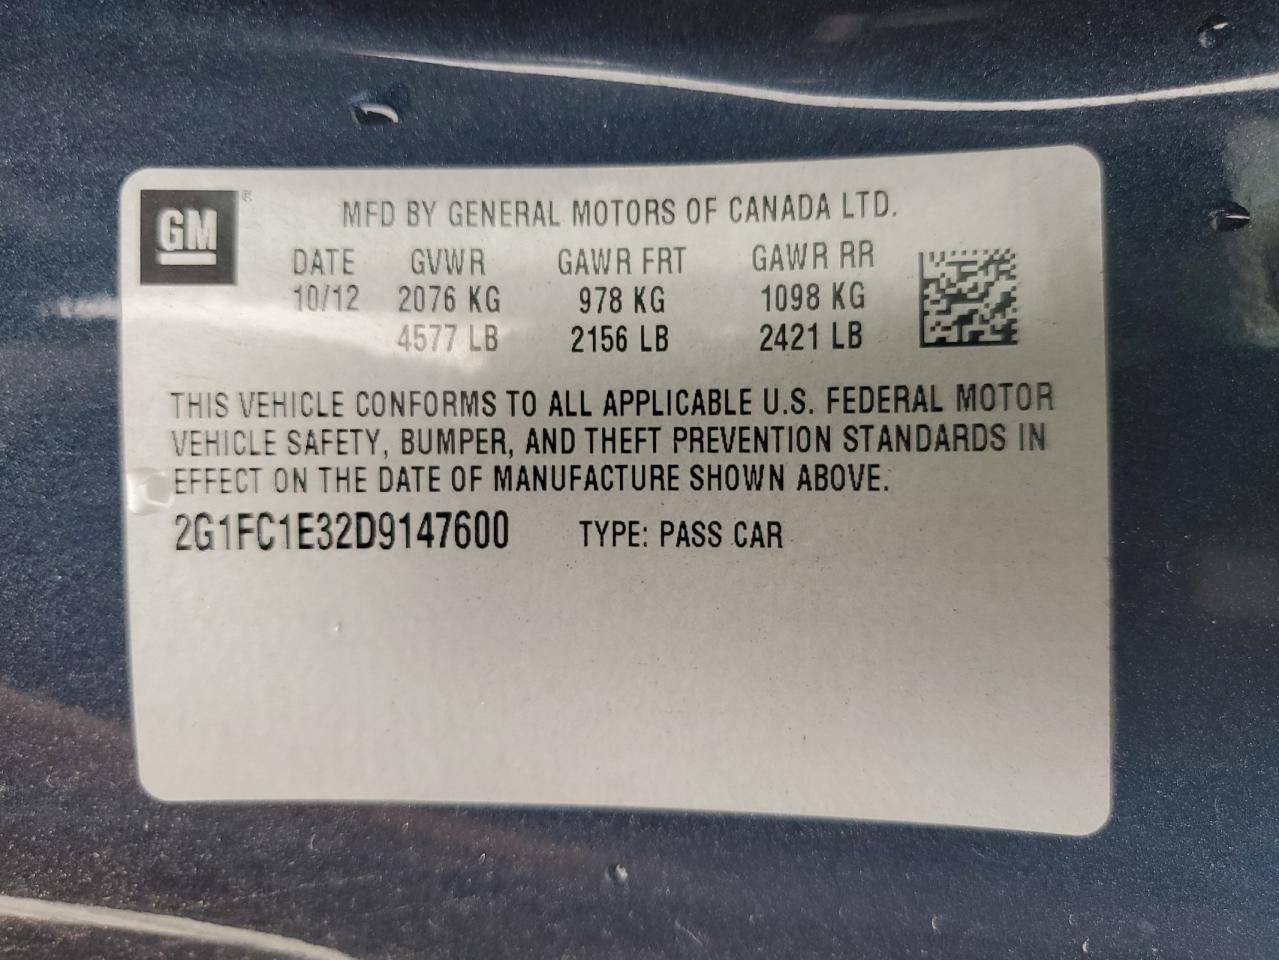 GM®
MFD BY GENERAL MOTORS OF CANADA LTD.
DATE GVWR GAWR FRT GAWR RR
10/12 2076 KG 978 KG 1098 KG
4577 LB 2156 LB 2421 LB
THIS VEHICLE CONFORMS TO ALL APPLICABLE U.S. FEDERAL MOTOR
VEHICLE SAFETY, BUMPER, AND THEFT PREVENTION STANDARDS IN
EFFECT ON THE DATE OF MANUFACTURE SHOWN ABOVE.
2G1FC1E32D9147600 TYPE: PASS CAR